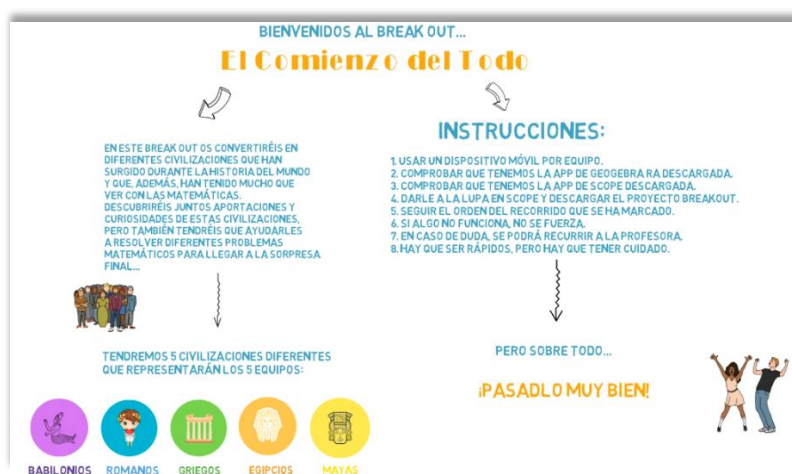 BIENVENIDOS AL BREAK OUT...
El Comienzo del Todo
EN ESTE BREAK OUT OS CONVERTIRÉIS EN
DIFERENTES CIVILIZACIONES QUE HAN
SURGIDO DURANTE LA HISTORIA DEL MUNDO
Y QUE, ADEMÁS, HAN TENIDO MUCHO QUE
VER CON LAS MATEMÁTICAS.
DESCUBRIRÉIS JUNTOS APORTACIONES Y
CURIOSIDADES DE ESTAS CIVILIZACIONES,
PERO TAMBIÉN TENDRÉIS QUE AYUDARLES
A RESOLVER DIFERENTES PROBLEMAS
MATEMÁTICOS PARA LLEGAR A LA SORPRESA
FINAL...
TENDREMOS 5 CIVILIZACIONES DIFERENTES
QUE REPRESENTARÁN LOS 5 EQUIPOS:
BABILONIOS ROMANOS GRIEGOS EGIPCIOS MAYAS
INSTRUCCIONES:
1. USAR UN DISPOSITIVO MÓVIL POR EQUIPO.
2. COMPROBAR QUE TENEMOS LA APP DE GEOGEBRA RA DESCARGADA.
3. COMPROBAR QUE TENEMOS LA APP DE SCOPE DESCARGADA.
4. DARLE A LA LUPA EN SCOPE Y DESCARGAR EL PROYECTO BREAKOUT.
5. SEGUIR EL ORDEN DEL RECORRIDO QUE SE HA MARCADO.
6. SI ALGO NO FUNCIONA, NO SE FUERZA.
7. EN CASO DE DUDA, SE PODRÁ RECURRIR A LA PROFESORA.
8. HAY QUE SER RÁPIDOS, PERO HAY QUE TENER CUIDADO.
PERO SOBRE TODO...
¡PASADLO MUY BIEN!